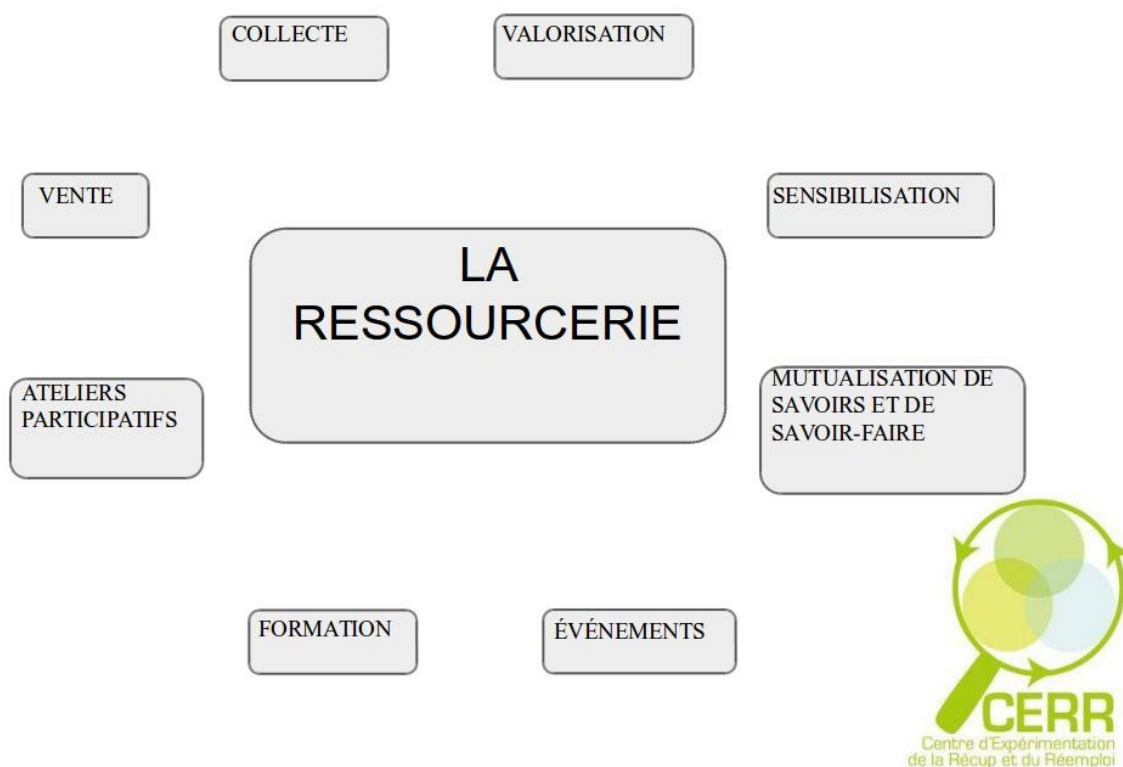 COLLECTE
VALORISATION
VENTE
SENSIBILISATION
LA
RESSOURCERIE
ATELIERS
PARTICIPATIFS
MUTUALISATION DE
SAVOIRS ET DE
SAVOIR-FAIRE
FORMATION
ÉVÉNEMENTS
CERR
Centre d'Expérimentation
de la Récup et du Réemploi